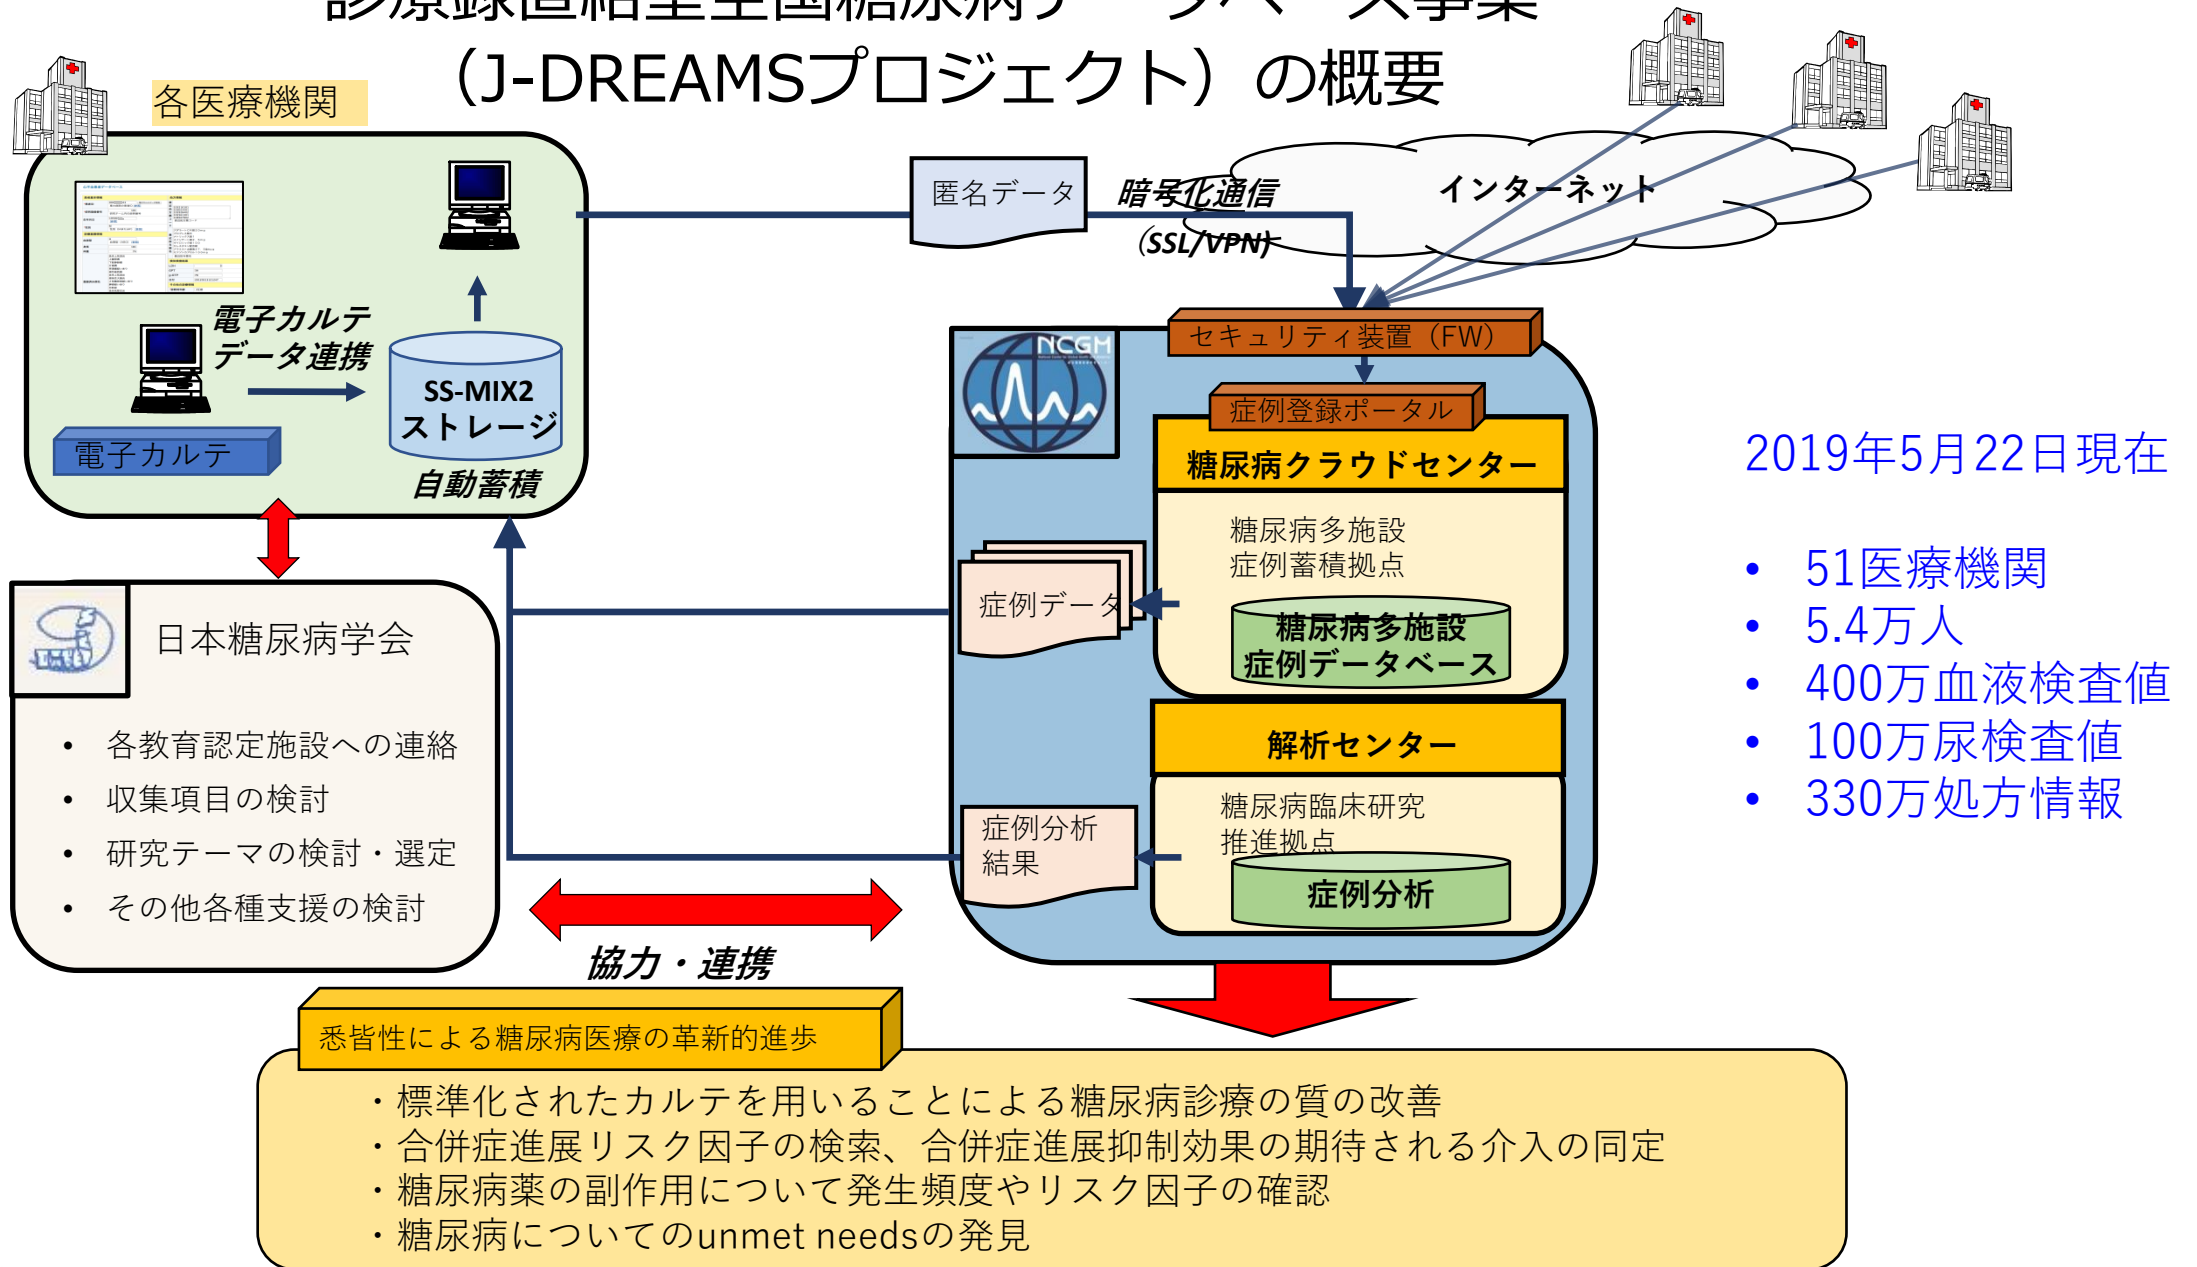 診療録直結型全国糖尿病データベース事業
（J-DREAMSプロジェクト）の概要
各医療機関
電子カルテ
データ連携
SS-MIX2
ストレージ
自動蓄積
電子カルテ
匿名データ
暗号化通信
（SSL/VPN)
インターネット
セキュリティ装置（FW）
NCGM
症例登録ポータル
糖尿病クラウドセンター
糖尿病多施設
症例蓄積拠点
症例データ
糖尿病多施設
症例データベース
解析センター
糖尿病臨床研究
推進拠点
症例分析
結果
症例分析
2019年5月22日現在
• 51医療機関
• 5.4万人
• 400万血液検査値
• 100万尿検査値
• 330万処方情報
日本糖尿病学会
• 各教育認定施設への連絡
• 収集項目の検討
• 研究テーマの検討・選定
• その他各種支援の検討
協力・連携
悉皆性による糖尿病医療の革新的進歩
・標準化されたカルテを用いることによる糖尿病診療の質の改善
・合併症進展リスク因子の検索、合併症進展抑制効果の期待される介入の同定
・糖尿病薬の副作用について発生頻度やリスク因子の確認
・糖尿病についてのunmet needsの発見